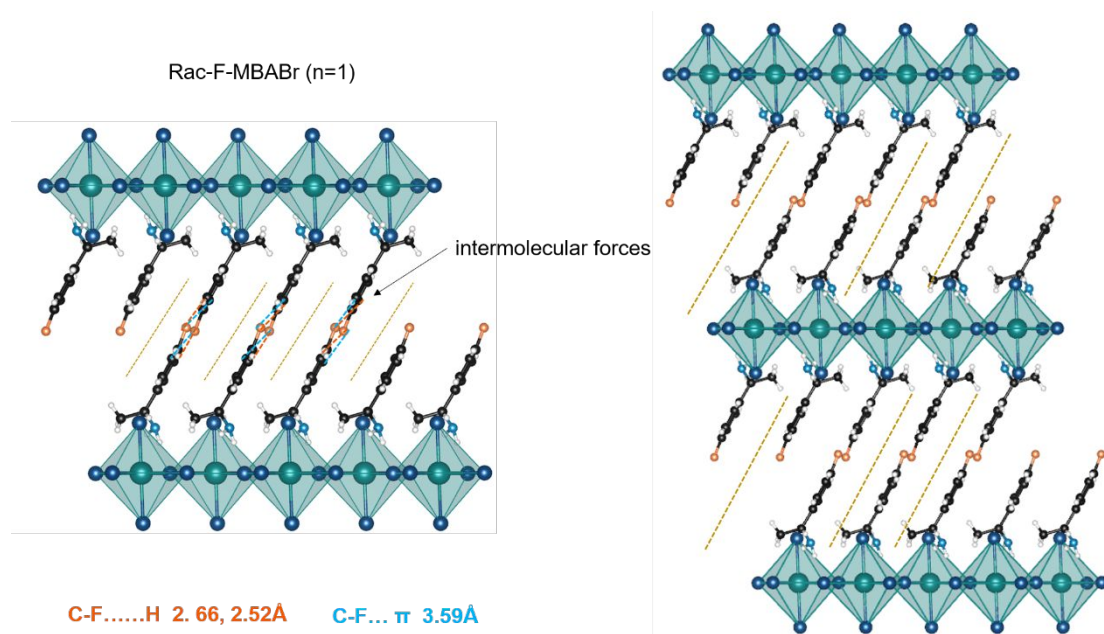 Rac-F-MBABr (n=1)
intermolecular forces
C-F......H 2. 66, 2.52Å
C-F... π 3.59Å